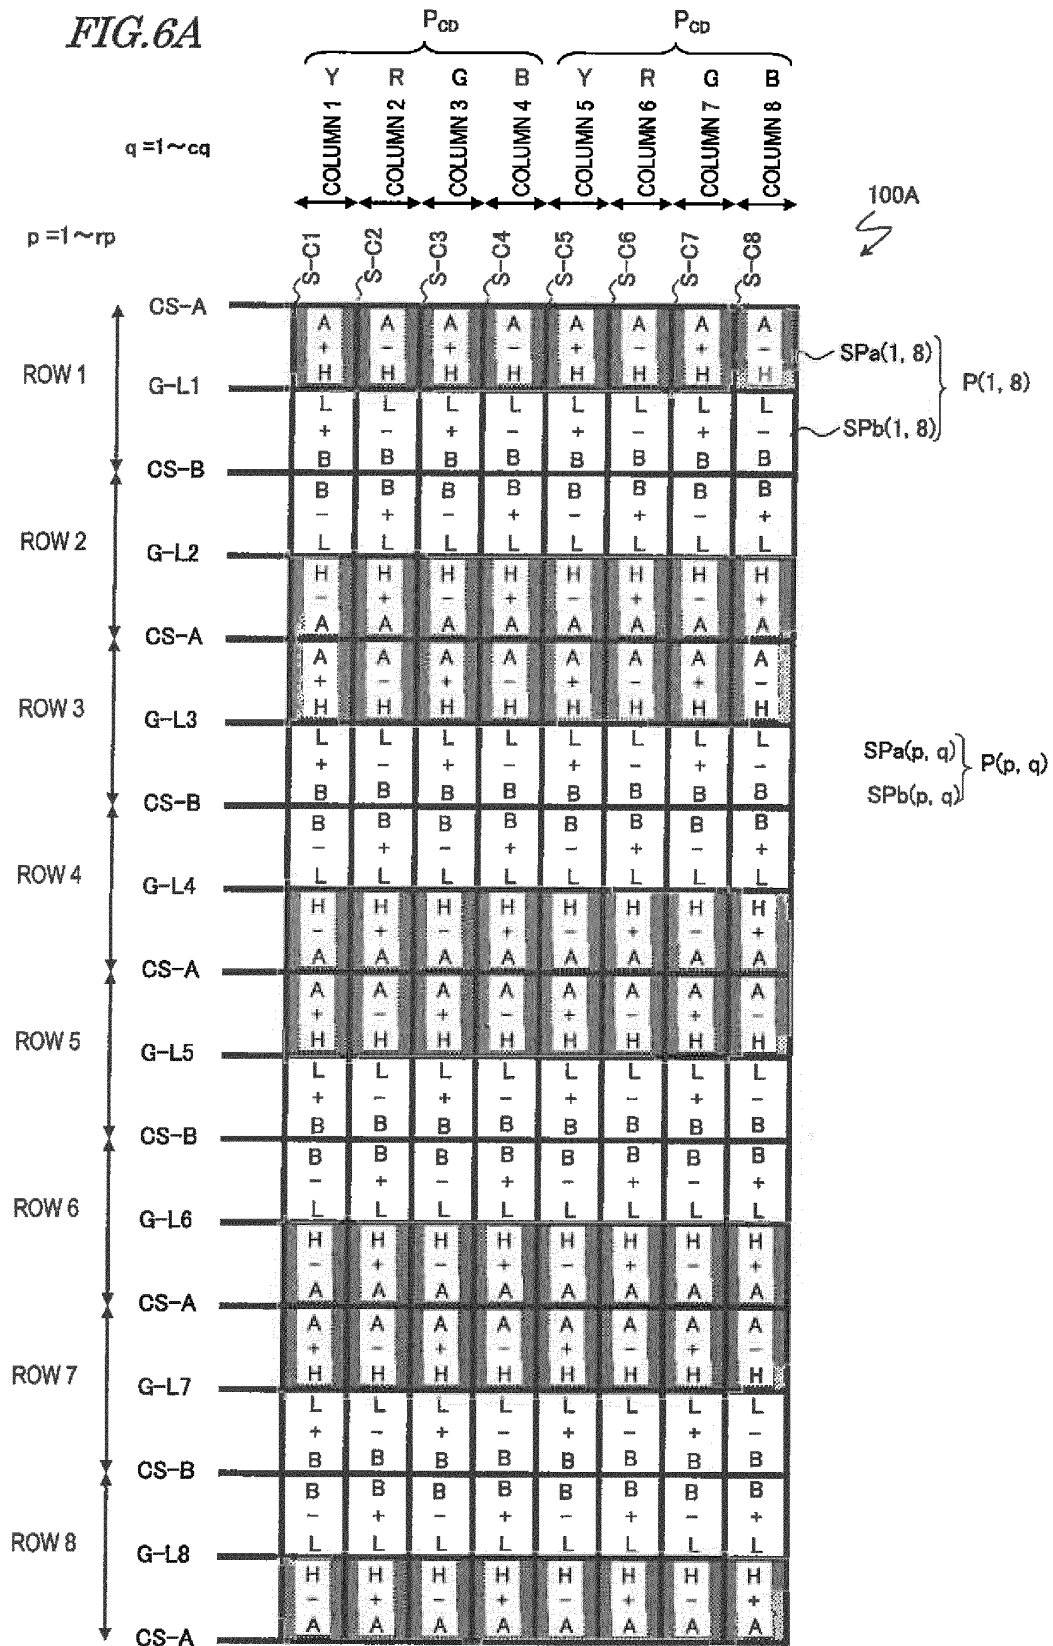 FIG.6A
P_CD P_CD
Y R G B Y R G B
q =1~cq
COLUMN 1 COLUMN 2 COLUMN 3 COLUMN 4 COLUMN 5 COLUMN 6 COLUMN 7 COLUMN 8
100A
p =1~rp
S-C1 S-C2 S-C3 S-C4 S-C5 S-C6 S-C7 S-C8
CS-A
A A A A A A A A
+ - + - + - + - SPa(1, 8)
ROW 1 H H H H H H H H P(1, 8)
G-L1
L L L L L L L L
+ - + - + - + - SPb(1, 8)
B B B B B B B B
CS-B
B B B B B B B B
- + - + - + - +
ROW 2 L L L L L L L L
G-L2
H H H H H H H H
- + - + - + - +
A A A A A A A A
CS-A
A A A A A A A A
+ - + - + - + -
ROW 3 H H H H H H H H
G-L3
L L L L L L L L SPa(p, q)
+ - + - + - + - P(p, q)
B B B B B B B B SPb(p, q)
CS-B
B B B B B B B B
- + - + - + - +
ROW 4 L L L L L L L L
G-L4
H H H H H H H H
- + - + - + - +
A A A A A A A A
CS-A
A A A A A A A A
+ - + - + - + -
ROW 5 H H H H H H H H
G-L5
L L L L L L L L
+ - + - + - + -
B B B B B B B B
CS-B
B B B B B B B B
- + - + - + - +
ROW 6 L L L L L L L L
G-L6
H H H H H H H H
- + - + - + - +
A A A A A A A A
CS-A
A A A A A A A A
+ - + - + - + -
ROW 7 H H H H H H H H
G-L7
L L L L L L L L
+ - + - + - + -
B B B B B B B B
CS-B
B B B B B B B B
- + - + - + - +
ROW 8 L L L L L L L L
G-L8
H H H H H H H H
- + - + - + - +
A A A A A A A A
CS-A